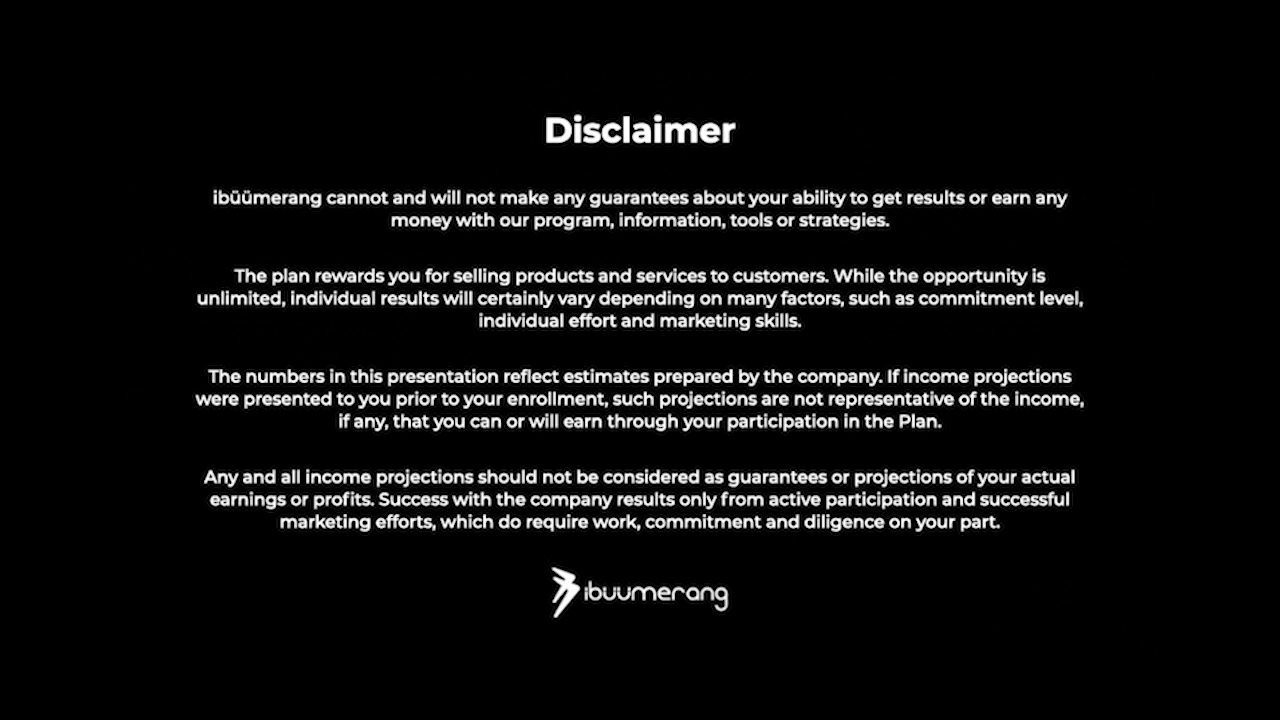 Disclaimer
ibüümerang cannot and will not make any guarantees about your ability to get results or earn any
money with our program, information, tools or strategies.
The plan rewards you for selling products and services to customers. While the opportunity is
unlimited, individual results will certainly vary depending on many factors, such as commitment level,
individual effort and marketing skills.
The numbers in this presentation reflect estimates prepared by the company. If income projections
were presented to you prior to your enrollment, such projections are not representative of the income,
if any, that you can or will earn through your participation in the Plan.
Any and all income projections should not be considered as guarantees or projections of your actual
earnings or profits. Success with the company results only from active participation and successful
marketing efforts, which do require work, commitment and diligence on your part.
ibuumerang